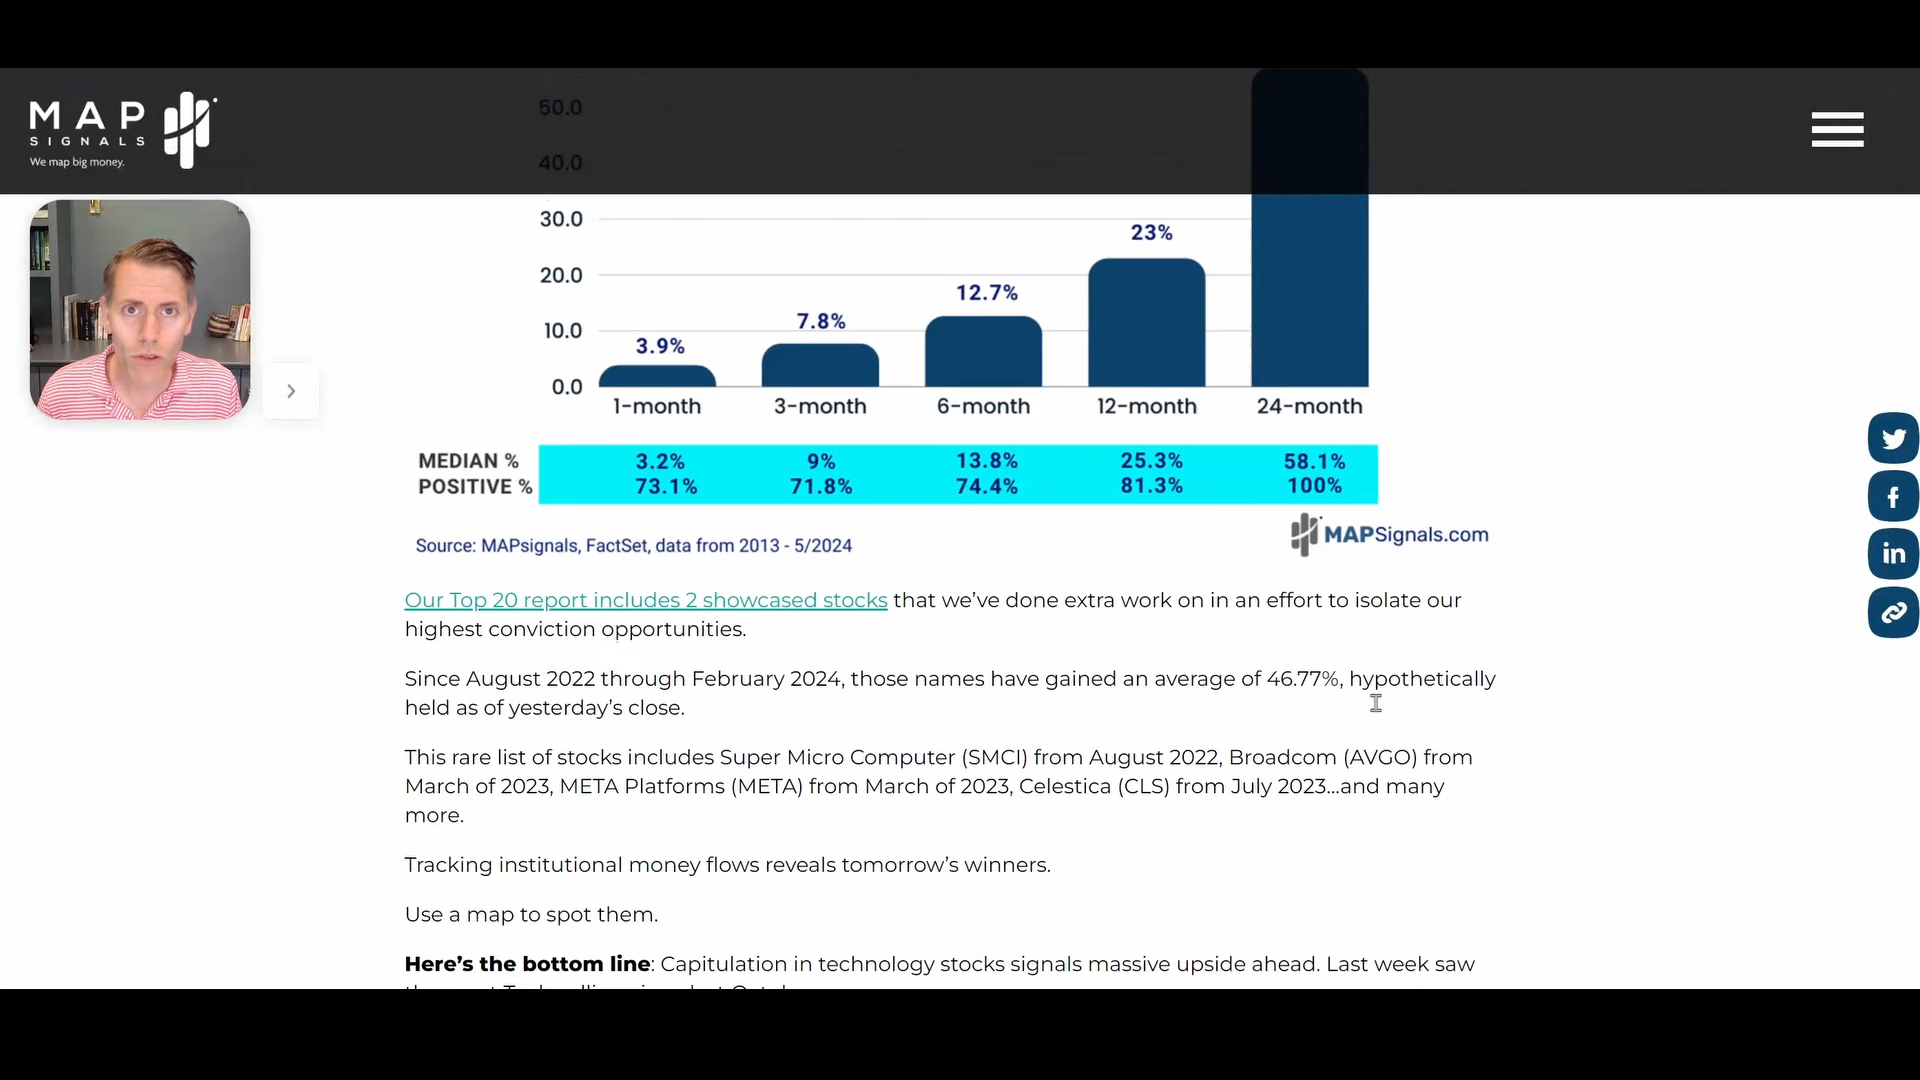 MAP
SIGNALS
We map big money.
50.0
40.0
30.0
20.0
10.0
0.0
3.9%
7.8%
12.7%
23%
1-month
3-month
6-month
12-month
24-month
MEDIAN % 3.2% 9% 13.8% 25.3% 58.1%
POSITIVE % 73.1% 71.8% 74.4% 81.3% 100%
Source: MAPsignals, FactSet, data from 2013 - 5/2024
MAPSignals.com
Our Top 20 report includes 2 showcased stocks that we’ve done extra work on in an effort to isolate our
highest conviction opportunities.
Since August 2022 through February 2024, those names have gained an average of 46.77%, hypothetically
held as of yesterday’s close.
This rare list of stocks includes Super Micro Computer (SMCI) from August 2022, Broadcom (AVGO) from
March of 2023, META Platforms (META) from March of 2023, Celestica (CLS) from July 2023…and many
more.
Tracking institutional money flows reveals tomorrow’s winners.
Use a map to spot them.
Here’s the bottom line: Capitulation in technology stocks signals massive upside ahead. Last week saw